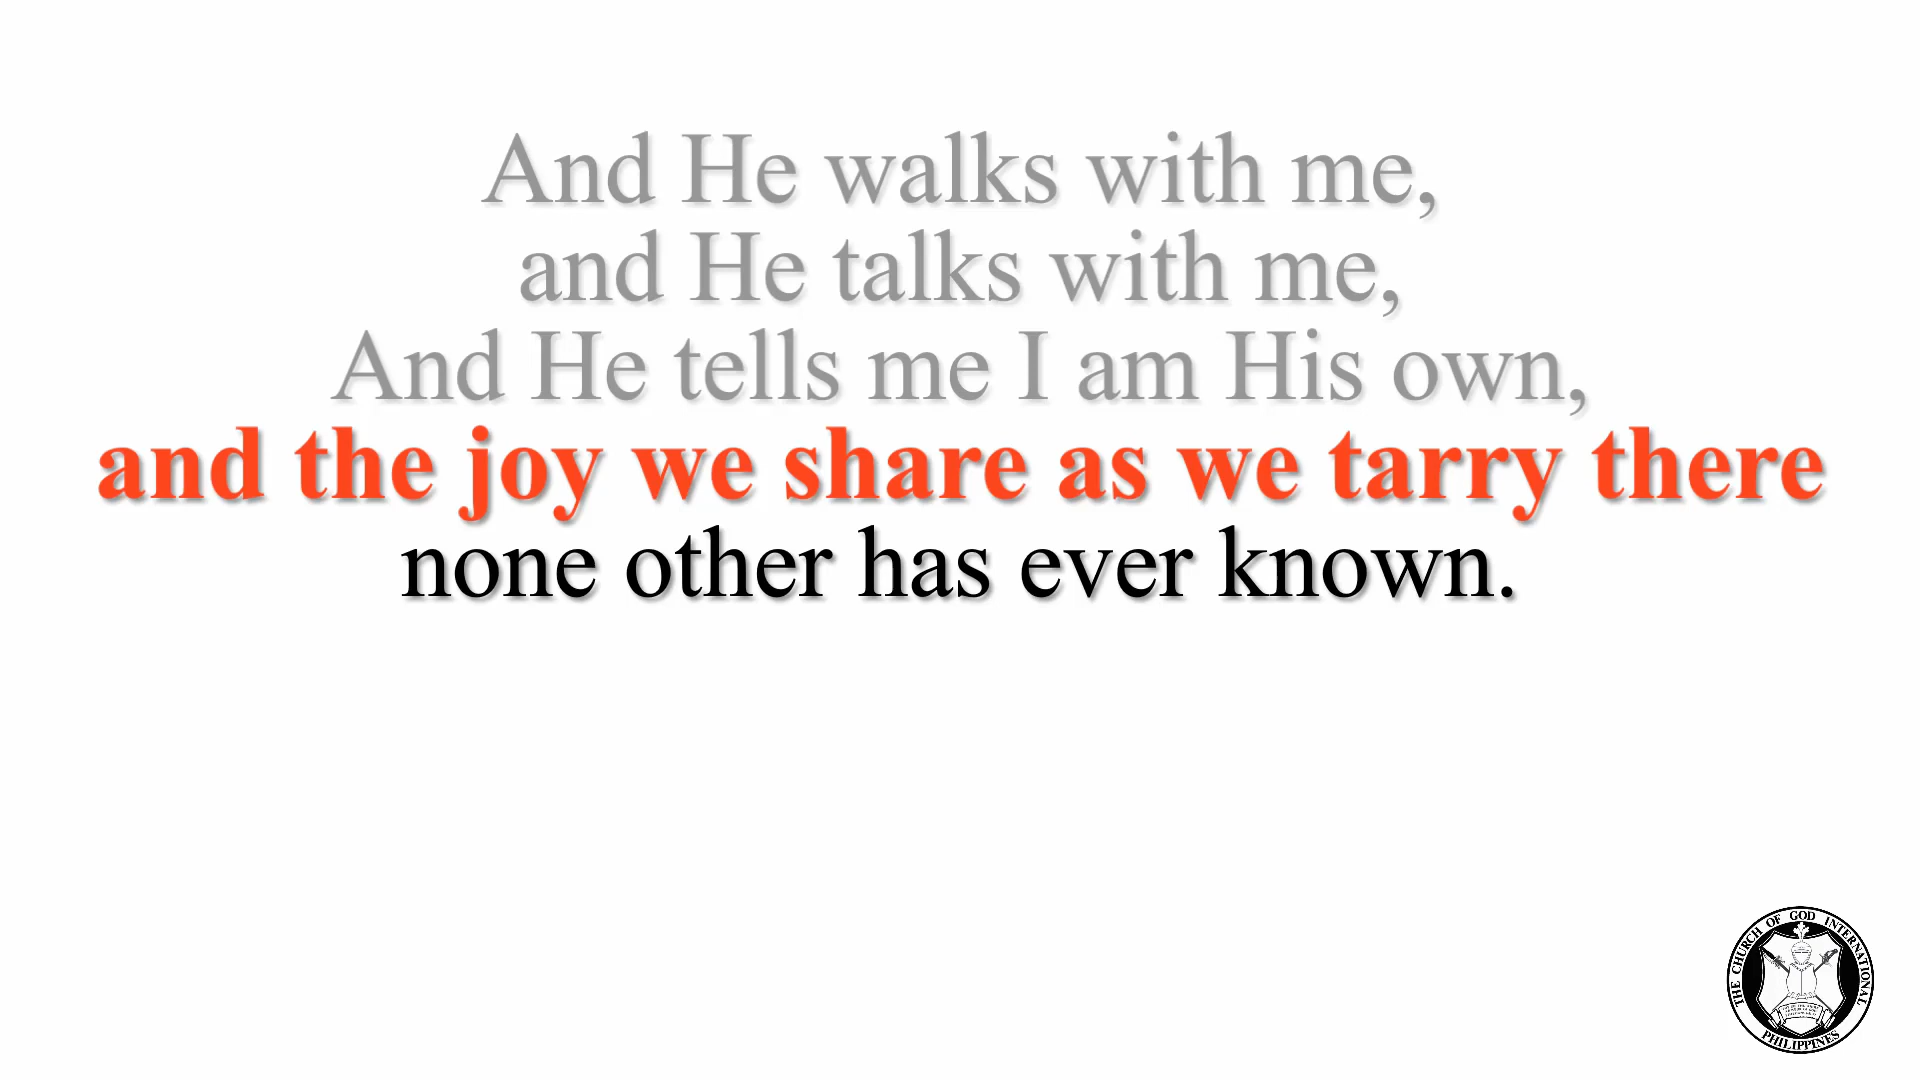 And He walks with me,
and He talks with me,
And He tells me I am His own,
and the joy we share as we tarry there
none other has ever known.
THE CHURCH OF GOD INTERNATIONAL
PHILIPPINES